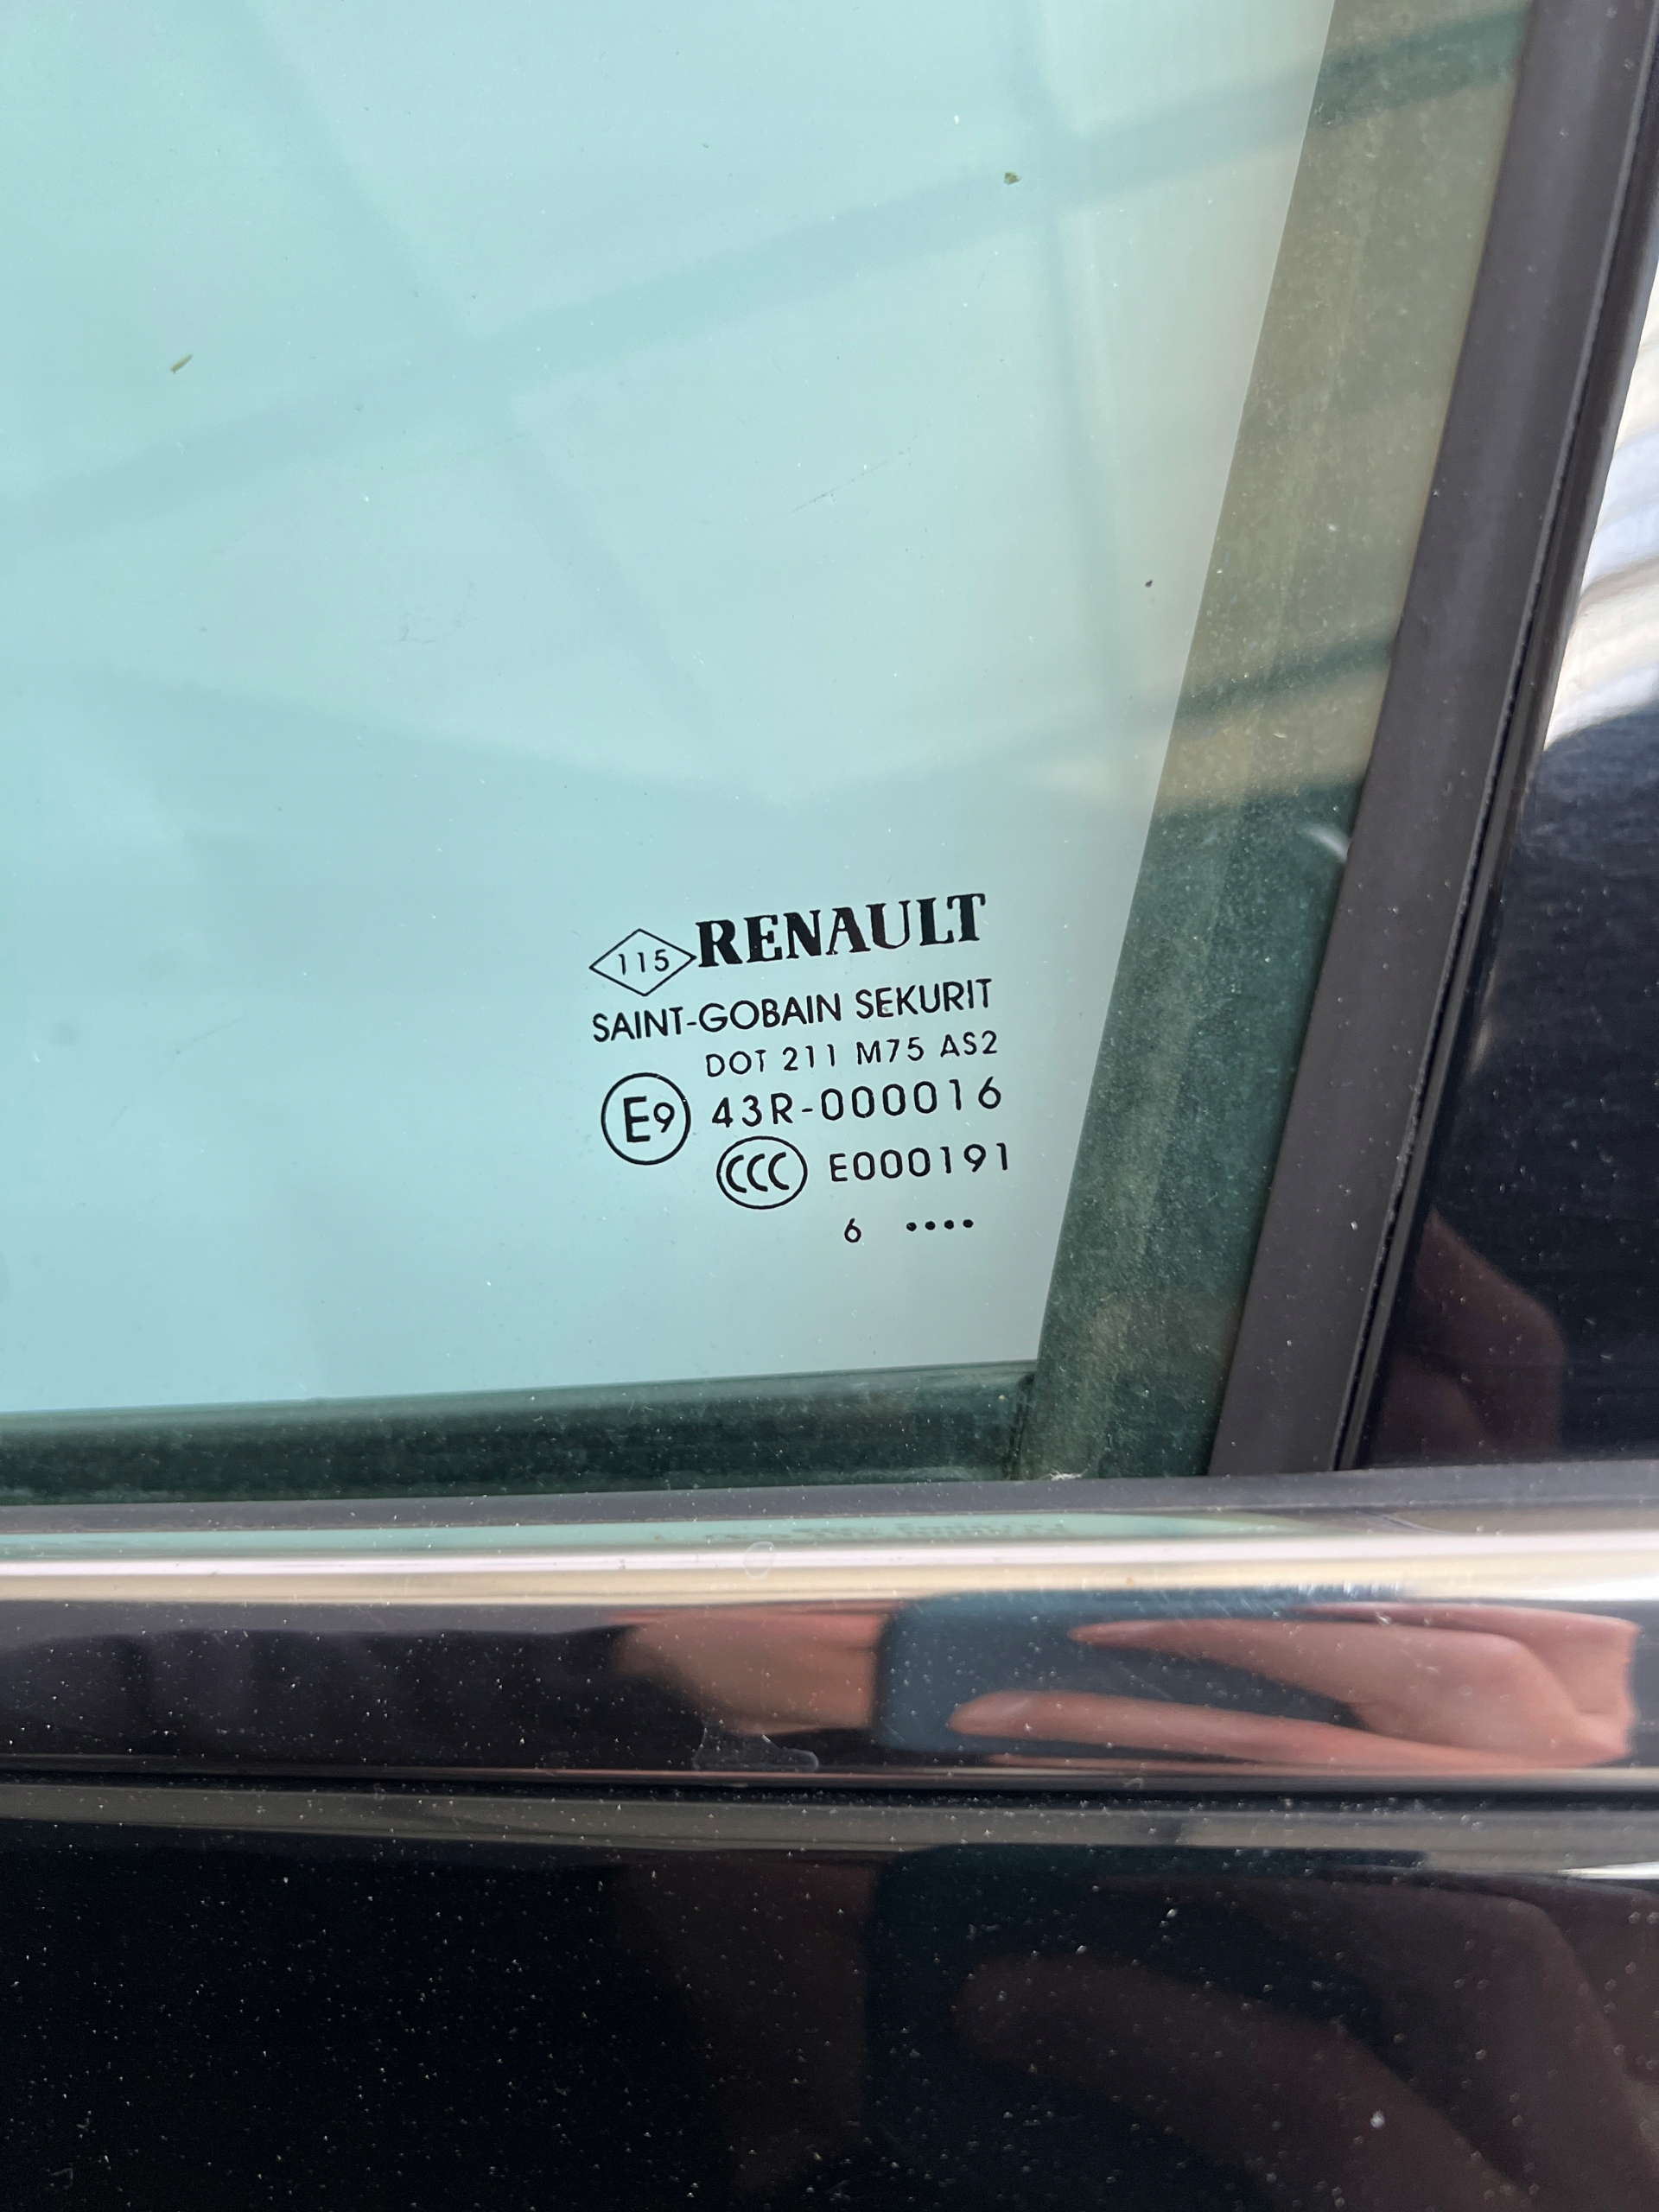 115 RENAULT
SAINT-GOBAIN SEKURIT
DOT 211 M75 AS2
E9 43R-000016
CCC E000191
6 ••••